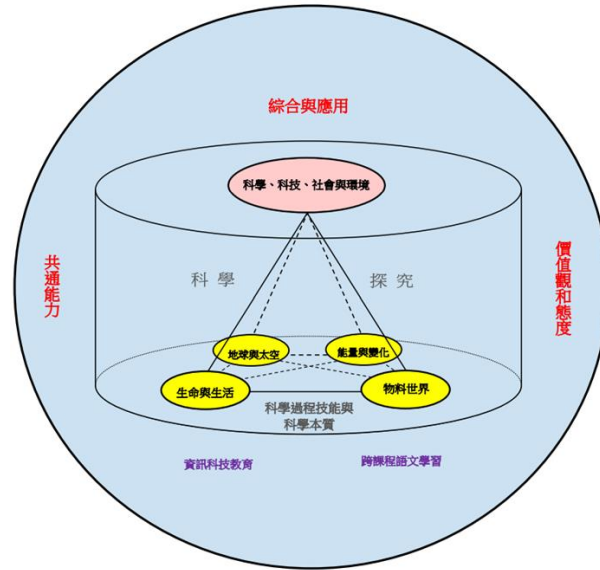 綜合與應用
科學、科技、社會與環境
共通能力
價值觀和態度
科學 探究
地球與太空
能量與變化
生命與生活
物料世界
科學過程技能與
科學本質
資訊科技教育
跨課程語文學習